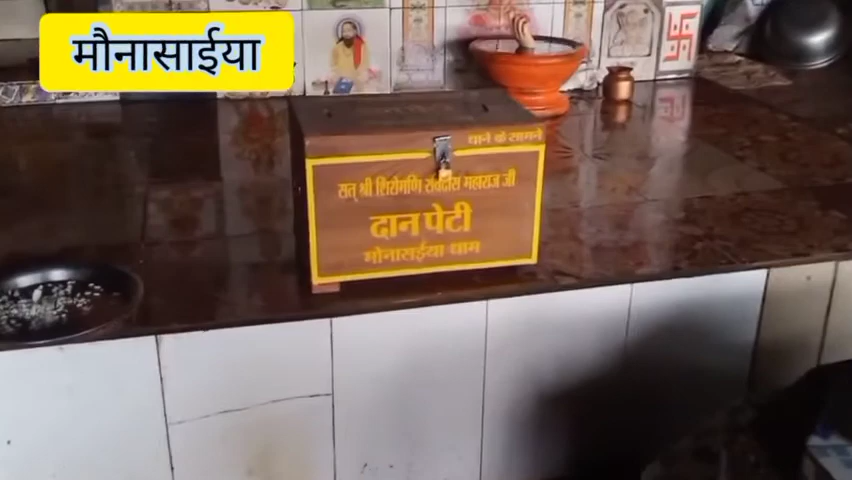 मौनासाईया
थाने के सामने
सत् श्री शिरोमणि रविदास महाराज जी
दान पेटी
मौनासाईया धाम